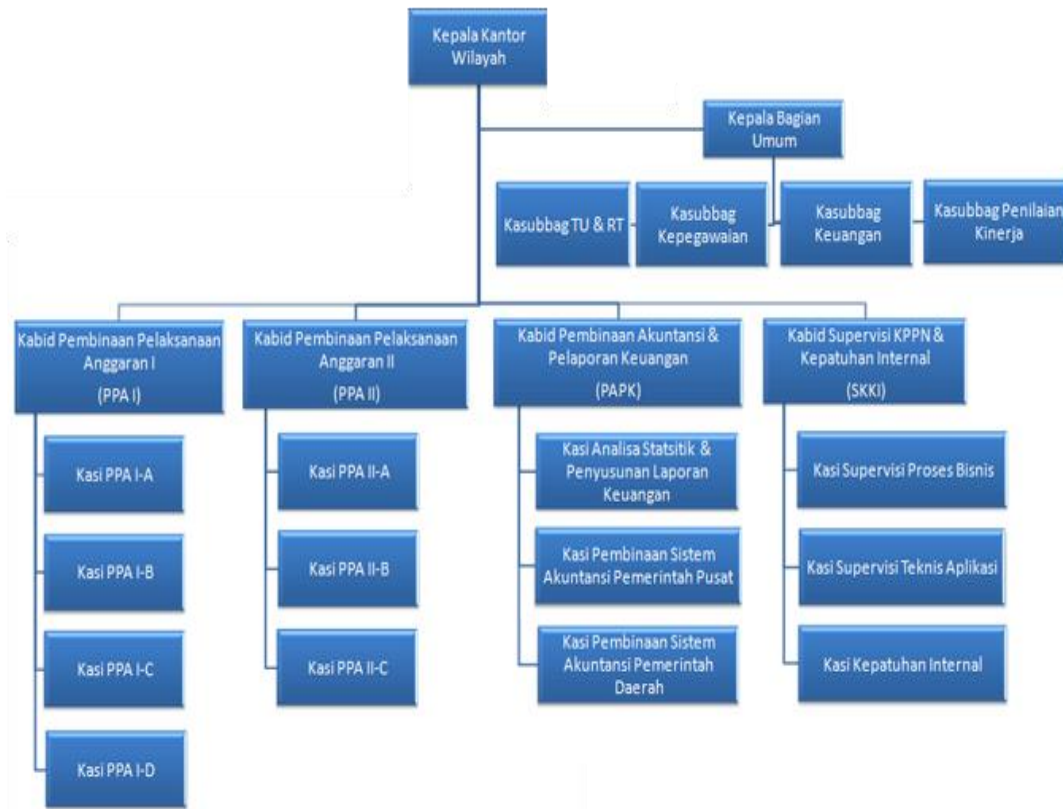 Kepala Kantor
Wilayah
Kepala Bagian
Umum
Kasubbag TU & RT
Kasubbag
Kepegawaian
Kasubbag
Keuangan
Kasubbag Penilaian
Kinerja
Kabid Pembinaan Pelaksanaan
Anggaran I
(PPA I)
Kabid Pembinaan Pelaksanaan
Anggaran II
(PPA II)
Kabid Pembinaan Akuntansi &
Pelaporan Keuangan
(PAPK)
Kabid Supervisi KPPN &
Kepatuhan Internal
(SKKI)
Kasi PPA I-A
Kasi PPA I-B
Kasi PPA I-C
Kasi PPA I-D
Kasi PPA II-A
Kasi PPA II-B
Kasi PPA II-C
Kasi Analisa Statsitik &
Penyusunan Laporan
Keuangan
Kasi Pembinaan Sistem
Akuntansi Pemerintah Pusat
Kasi Pembinaan Sistem
Akuntansi Pemerintah
Daerah
Kasi Supervisi Proses Bisnis
Kasi Supervisi Teknis Aplikasi
Kasi Kepatuhan Internal